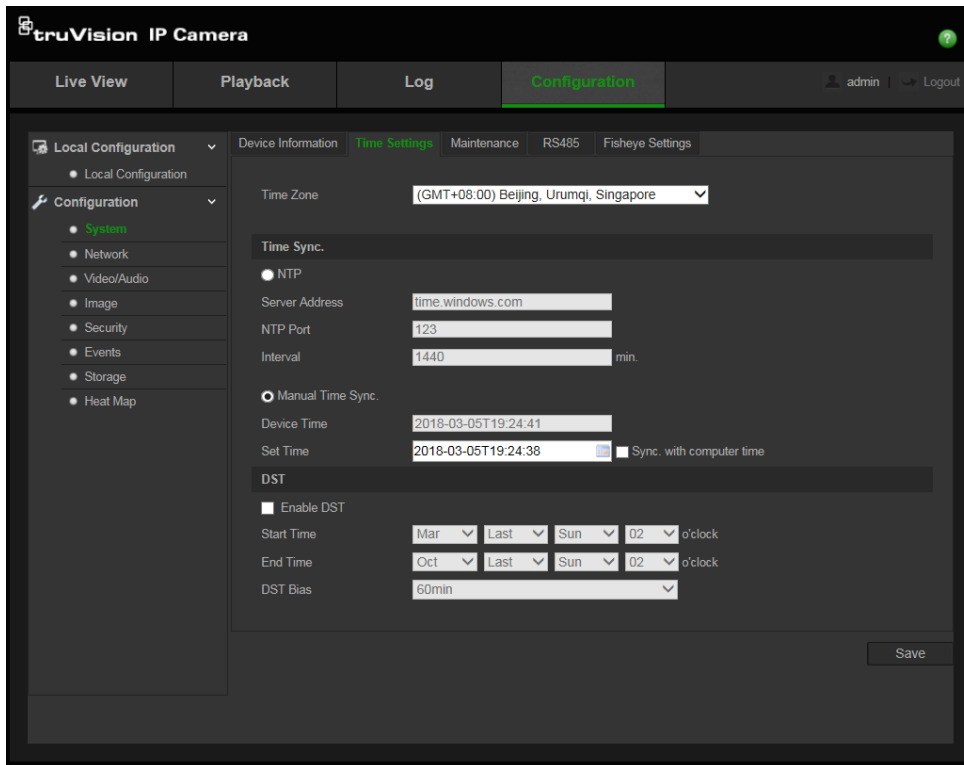 truVision IP Camera
?
Live View Playback Log Configuration admin | Logout
Local Configuration
Local Configuration
Configuration
System
Network
Video/Audio
Image
Security
Events
Storage
Heat Map
Device Information Time Settings Maintenance RS485 Fisheye Settings
Time Zone (GMT+08:00) Beijing, Urumqi, Singapore
Time Sync.
NTP
Server Address time.windows.com
NTP Port 123
Interval 1440 min.
Manual Time Sync.
Device Time 2018-03-05T19:24:41
Set Time 2018-03-05T19:24:38 Sync. with computer time
DST
Enable DST
Start Time Mar Last Sun 02 o'clock
End Time Oct Last Sun 02 o'clock
DST Bias 60min
Save